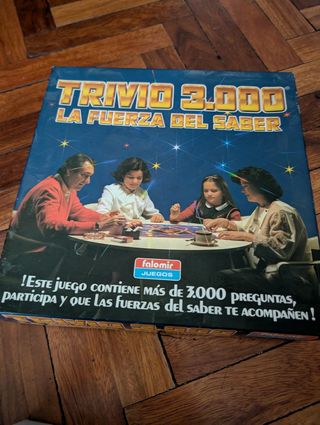 TRIVIO 3.000
LA FUERZA DEL SABER
falomir
JUEGOS
!ESTE JUEGO CONTIENE MÁS DE 3.000 PREGUNTAS,
PARTICIPA Y QUE LAS FUERZAS DEL SABER TE ACOMPAÑEN!